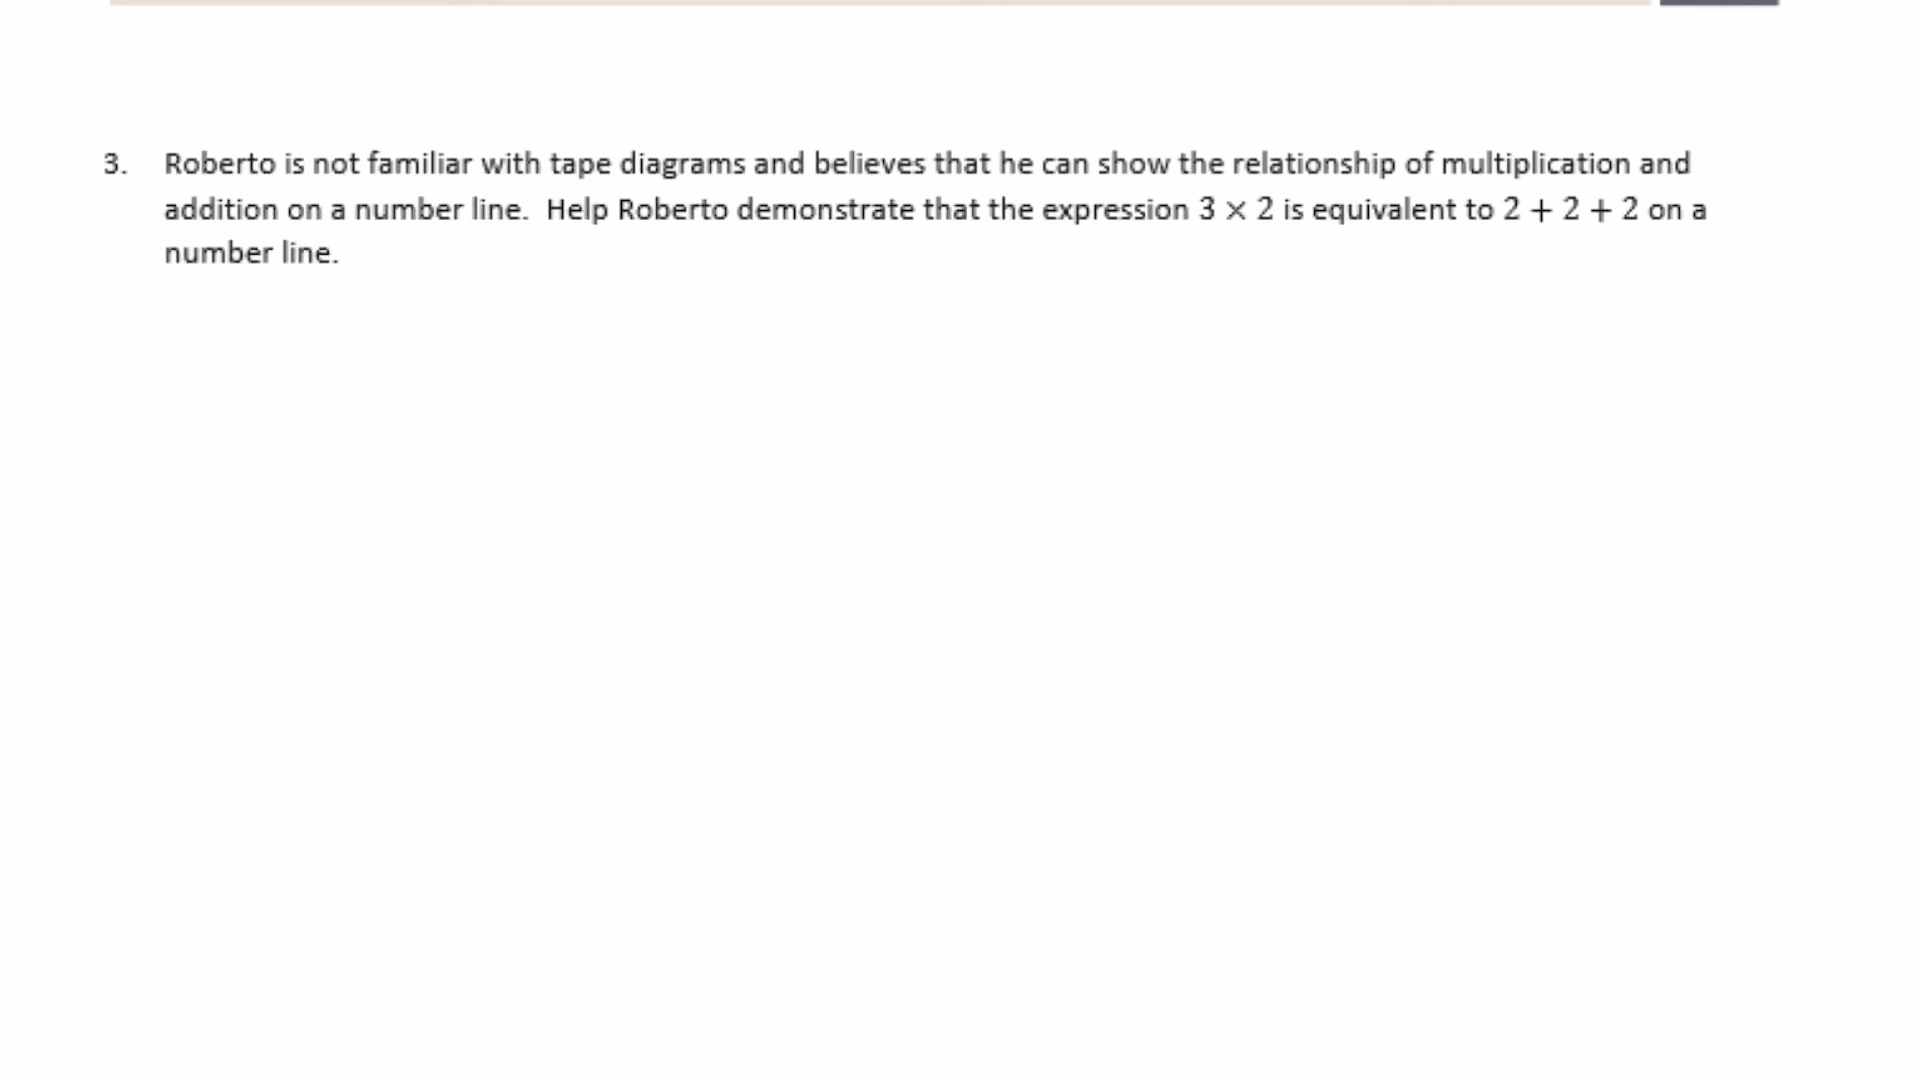 3. Roberto is not familiar with tape diagrams and believes that he can show the relationship of multiplication and
addition on a number line. Help Roberto demonstrate that the expression 3 × 2 is equivalent to 2 + 2 + 2 on a
number line.